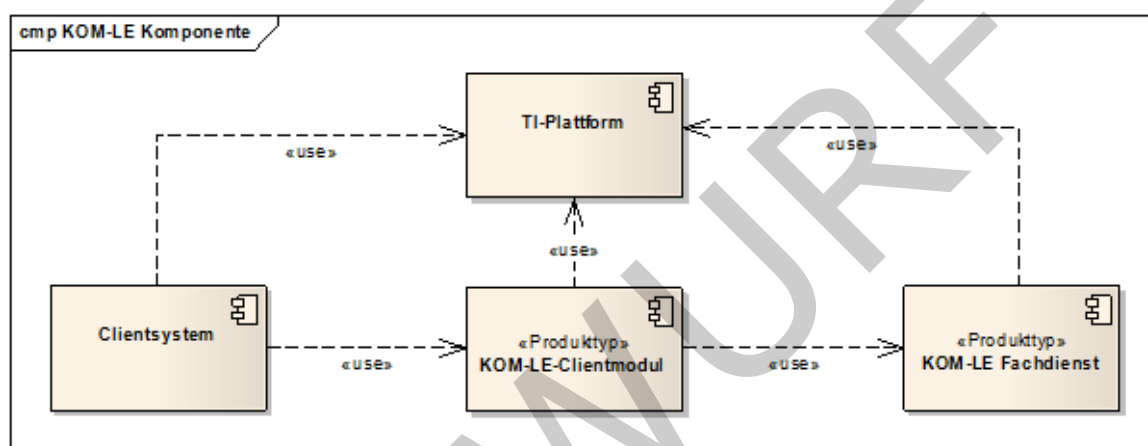 cmp KOM-LE Komponente
TI-Plattform
«use»
«use»
«use»
Clientsystem
«use»
«Produkttyp»
KOM-LE-Clientmodul
«use»
«Produkttyp»
KOM-LE Fachdienst
WURF